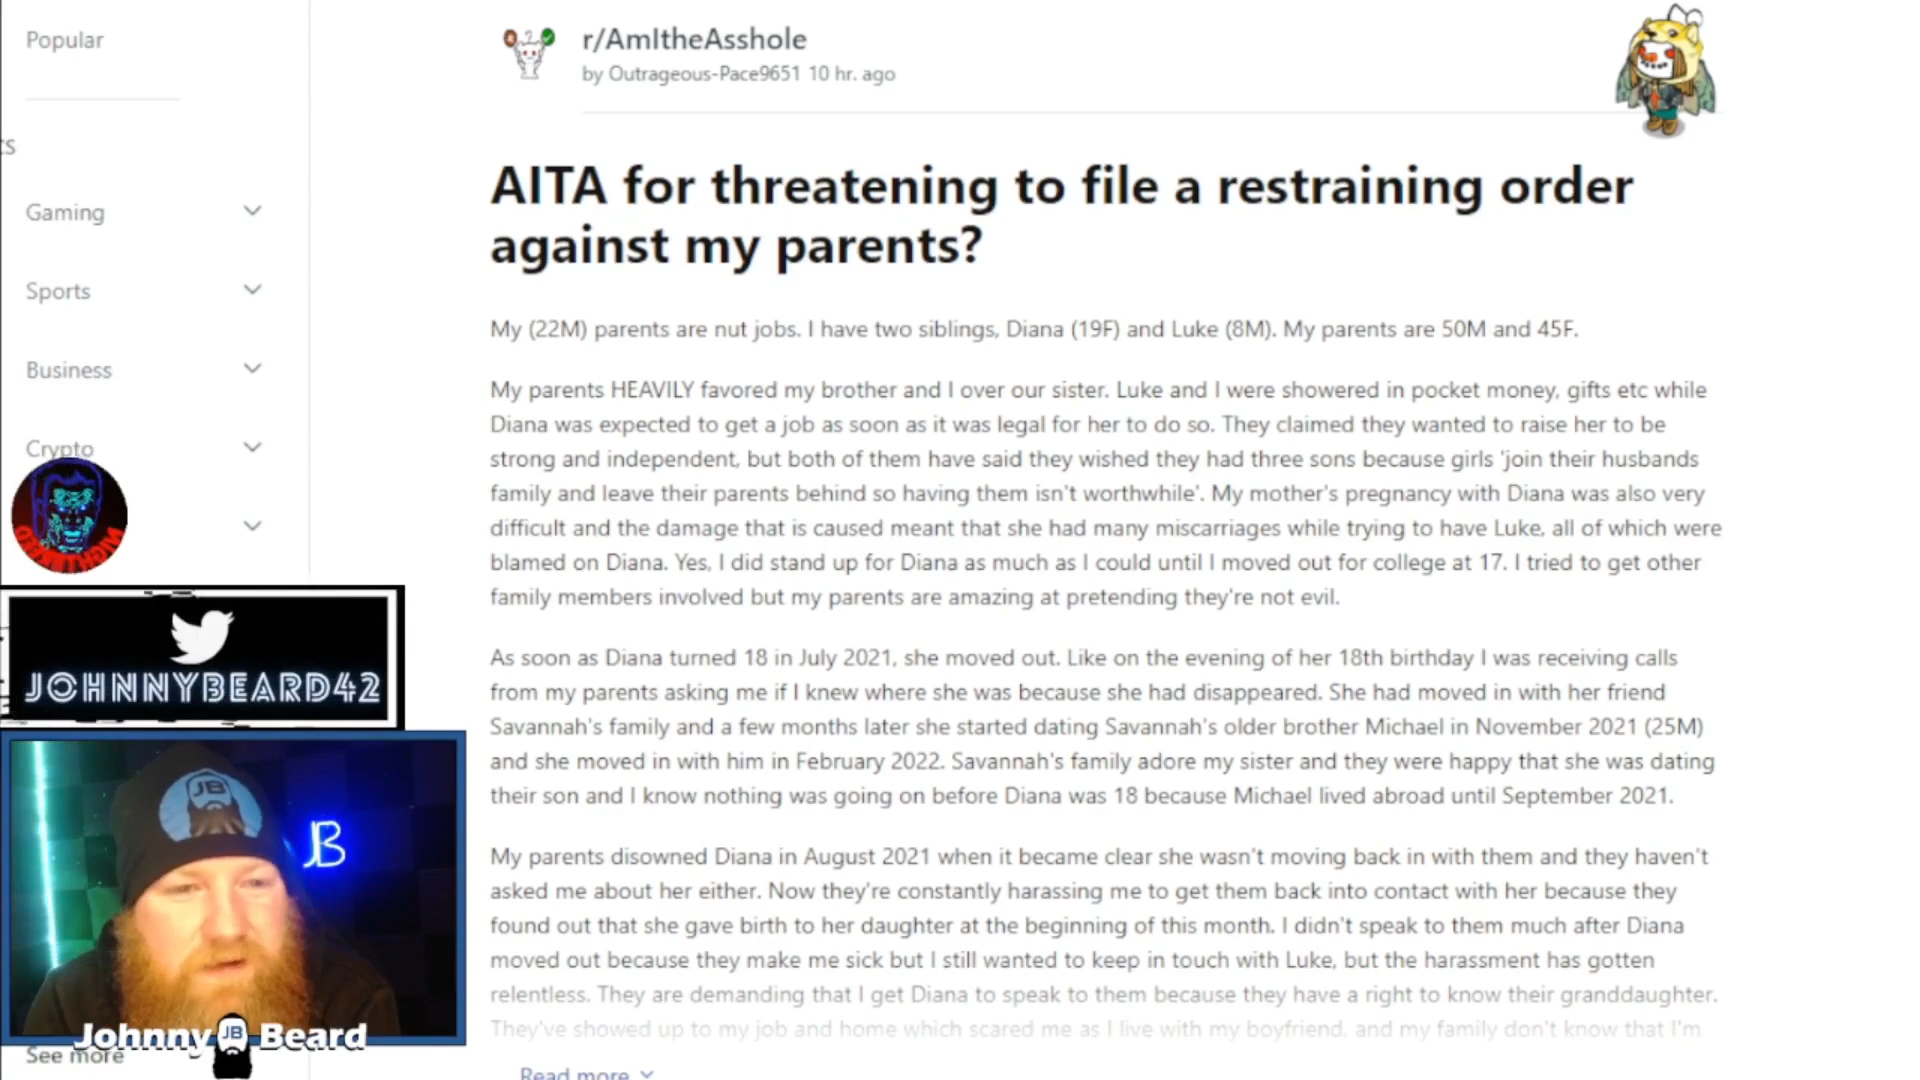 Popular
cs
Gaming
Sports
Business
Crypto
See more
r/AmItheAsshole
by Outrageous-Pace9651 10 hr. ago
AITA for threatening to file a restraining order
against my parents?
My (22M) parents are nut jobs. I have two siblings, Diana (19F) and Luke (8M). My parents are 50M and 45F.
My parents HEAVILY favored my brother and I over our sister. Luke and I were showered in pocket money, gifts etc while
Diana was expected to get a job as soon as it was legal for her to do so. They claimed they wanted to raise her to be
strong and independent, but both of them have said they wished they had three sons because girls 'join their husbands
family and leave their parents behind so having them isn't worthwhile'. My mother's pregnancy with Diana was also very
difficult and the damage that is caused meant that she had many miscarriages while trying to have Luke, all of which were
blamed on Diana. Yes, I did stand up for Diana as much as I could until I moved out for college at 17. I tried to get other
family members involved but my parents are amazing at pretending they're not evil.
As soon as Diana turned 18 in July 2021, she moved out. Like on the evening of her 18th birthday I was receiving calls
from my parents asking me if I knew where she was because she had disappeared. She had moved in with her friend
Savannah's family and a few months later she started dating Savannah's older brother Michael in November 2021 (25M)
and she moved in with him in February 2022. Savannah's family adore my sister and they were happy that she was dating
their son and I know nothing was going on before Diana was 18 because Michael lived abroad until September 2021.
My parents disowned Diana in August 2021 when it became clear she wasn't moving back in with them and they haven't
asked me about her either. Now they're constantly harassing me to get them back into contact with her because they
found out that she gave birth to her daughter at the beginning of this month. I didn't speak to them much after Diana
moved out because they make me sick but I still wanted to keep in touch with Luke, but the harassment has gotten
relentless. They are demanding that I get Diana to speak to them because they have a right to know their granddaughter.
They've showed up to my job and home which scared me as I live with my boyfriend, and my family don't know that I'm
Read more
JOHNNYBEARD42
JB
JB
Johnny JB Beard